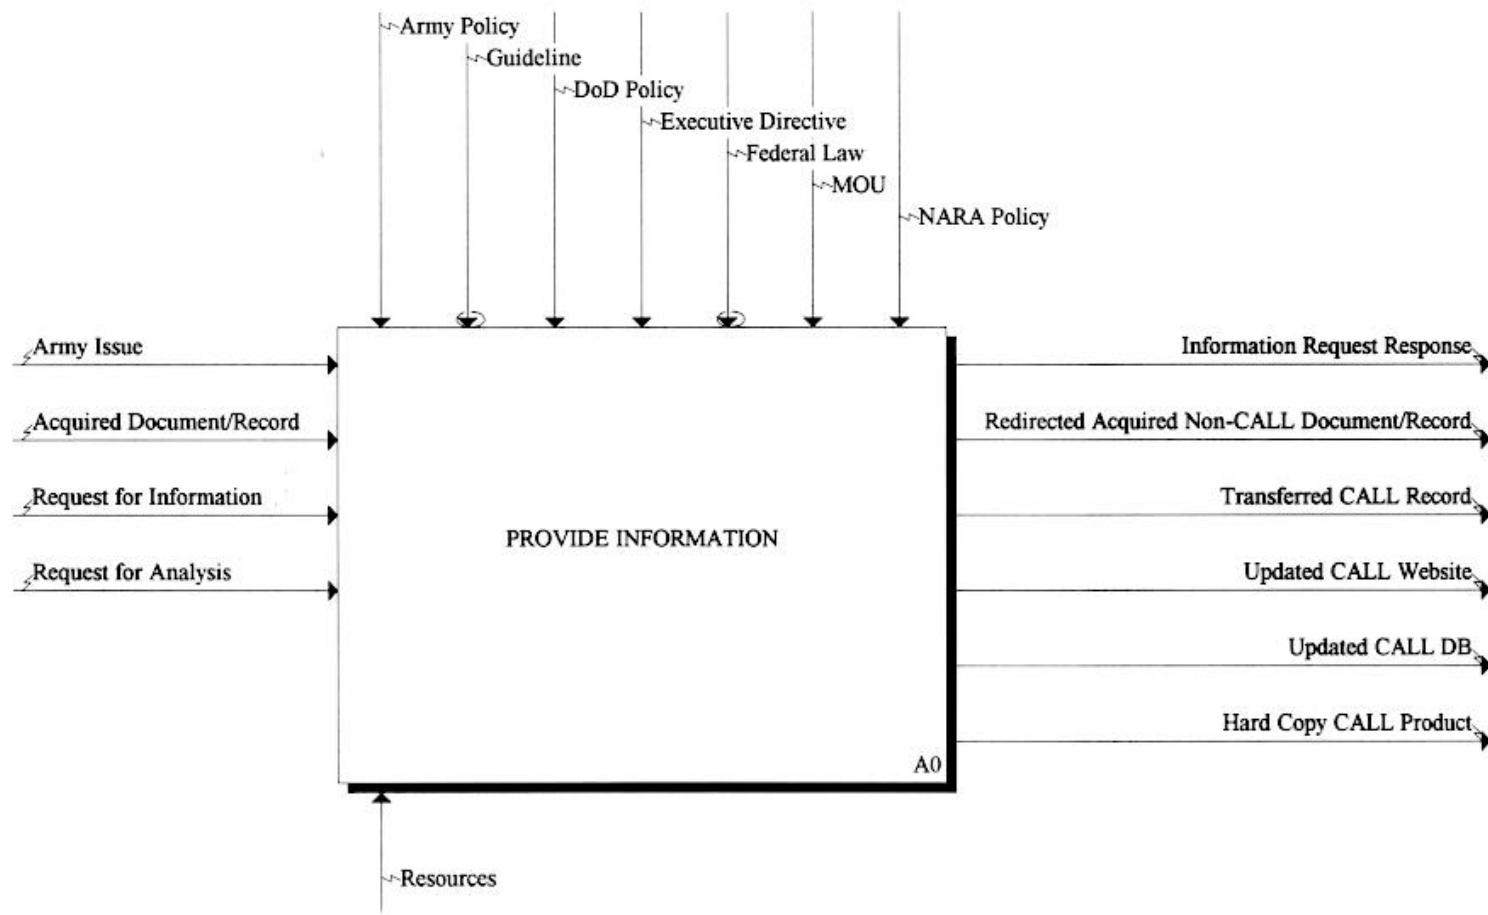 Army Policy
Guideline
DoD Policy
Executive Directive
Federal Law
MOU
NARA Policy
Army Issue
Acquired Document/Record
Request for Information
Request for Analysis
PROVIDE INFORMATION
A0
Information Request Response
Redirected Acquired Non-CALL Document/Record
Transferred CALL Record
Updated CALL Website
Updated CALL DB
Hard Copy CALL Product
Resources